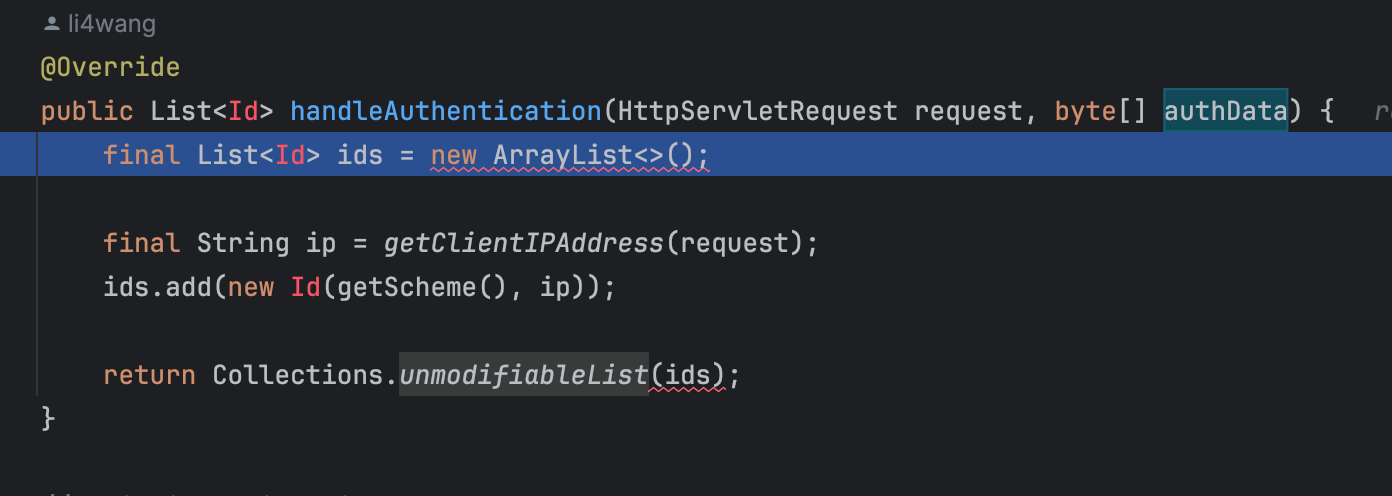 li4wang
@Override
public List<Id> handleAuthentication(HttpServletRequest request, byte[] authData) {
final List<Id> ids = new ArrayList<>();
final String ip = getClientIPAddress(request);
ids.add(new Id(getScheme(), ip));
return Collections.unmodifiableList(ids);
}